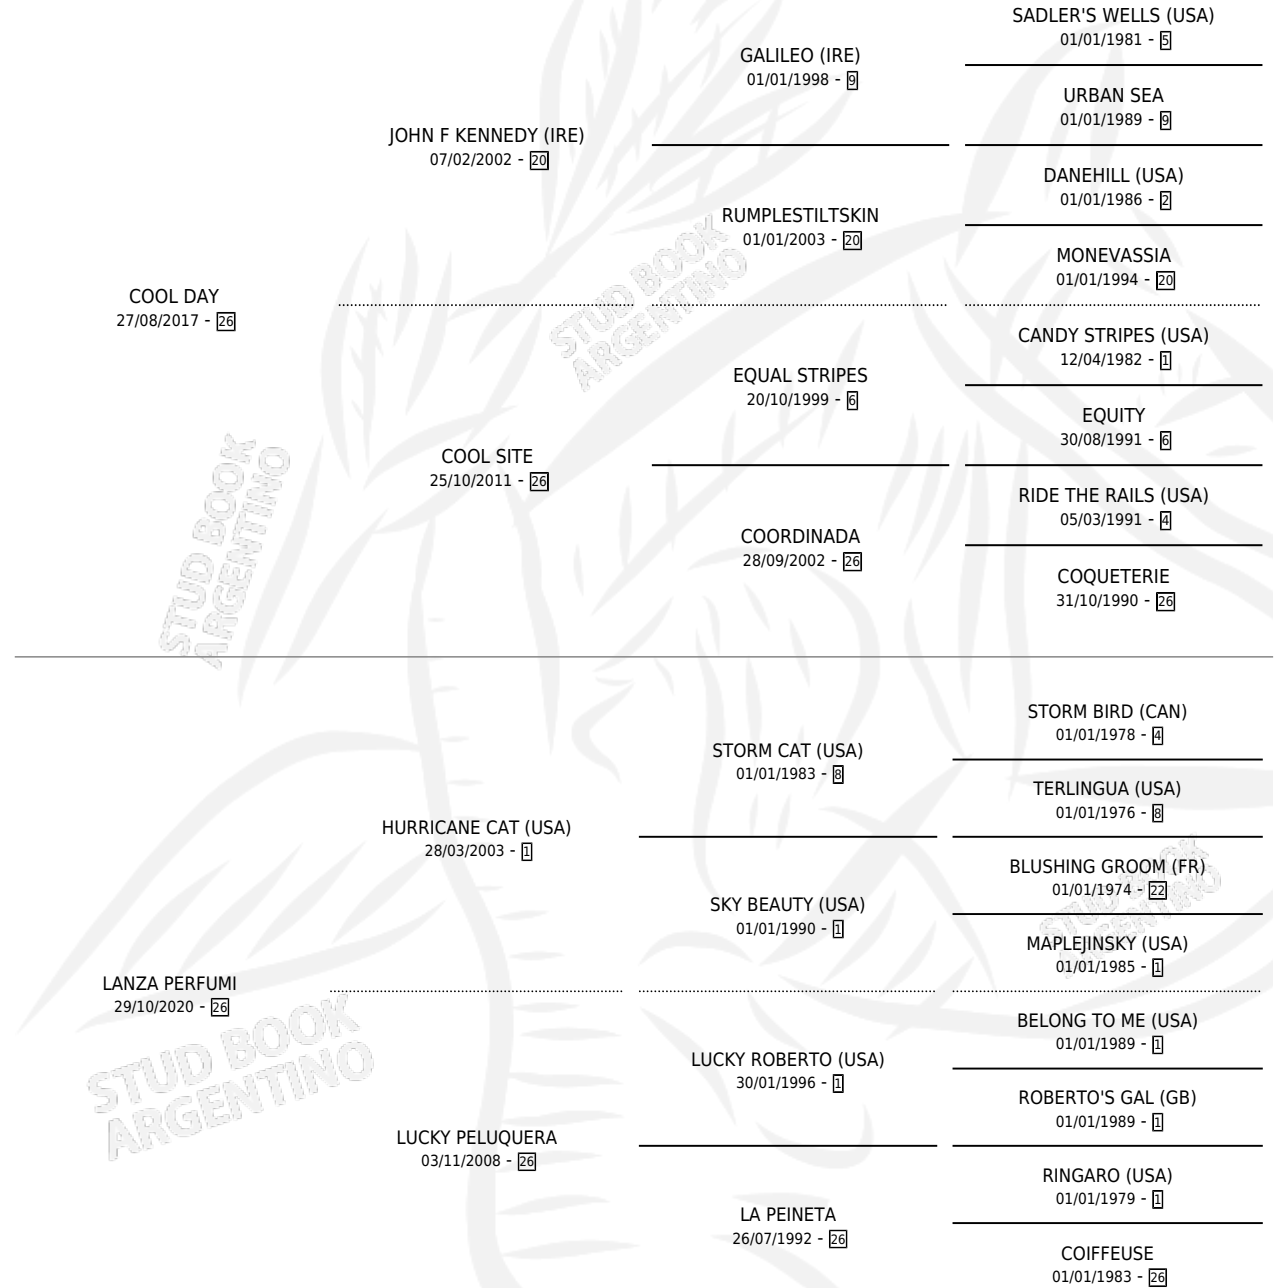 SADLER'S WELLS (USA)
01/01/1981 - 5
GALILEO (IRE)
01/01/1998 - 9
URBAN SEA
01/01/1989 - 9
JOHN F KENNEDY (IRE)
07/02/2002 - 20
DANEHILL (USA)
01/01/1986 - 2
RUMPLESTILTSKIN
01/01/2003 - 20
MONEVASSIA
01/01/1994 - 20
COOL DAY
27/08/2017 - 26
STUD BOOK
ARGENTINO
CANDY STRIPES (USA)
12/04/1982 - 1
EQUAL STRIPES
20/10/1999 - 6
EQUITY
30/08/1991 - 6
COOL SITE
25/10/2011 - 26
RIDE THE RAILS (USA)
05/03/1991 - 4
COORDINADA
28/09/2002 - 26
COQUETERIE
31/10/1990 - 26
STUD BOOK
ARGENTINO
STORM BIRD (CAN)
01/01/1978 - 4
STORM CAT (USA)
01/01/1983 - 8
TERLINGUA (USA)
01/01/1976 - 8
HURRICANE CAT (USA)
28/03/2003 - 1
BLUSHING GROOM (FR)
01/01/1974 - 22
SKY BEAUTY (USA)
01/01/1990 - 1
STUD BOOK
ARGENTINO
MAPLEJINSKY (USA)
01/01/1985 - 1
LANZA PERFUMI
29/10/2020 - 26
BELONG TO ME (USA)
01/01/1989 - 1
LUCKY ROBERTO (USA)
30/01/1996 - 1
STUD BOOK
ARGENTINO
ROBERTO'S GAL (GB)
01/01/1989 - 1
LUCKY PELUQUERA
03/11/2008 - 26
RINGARO (USA)
01/01/1979 - 1
LA PEINETA
26/07/1992 - 26
COIFFEUSE
01/01/1983 - 26